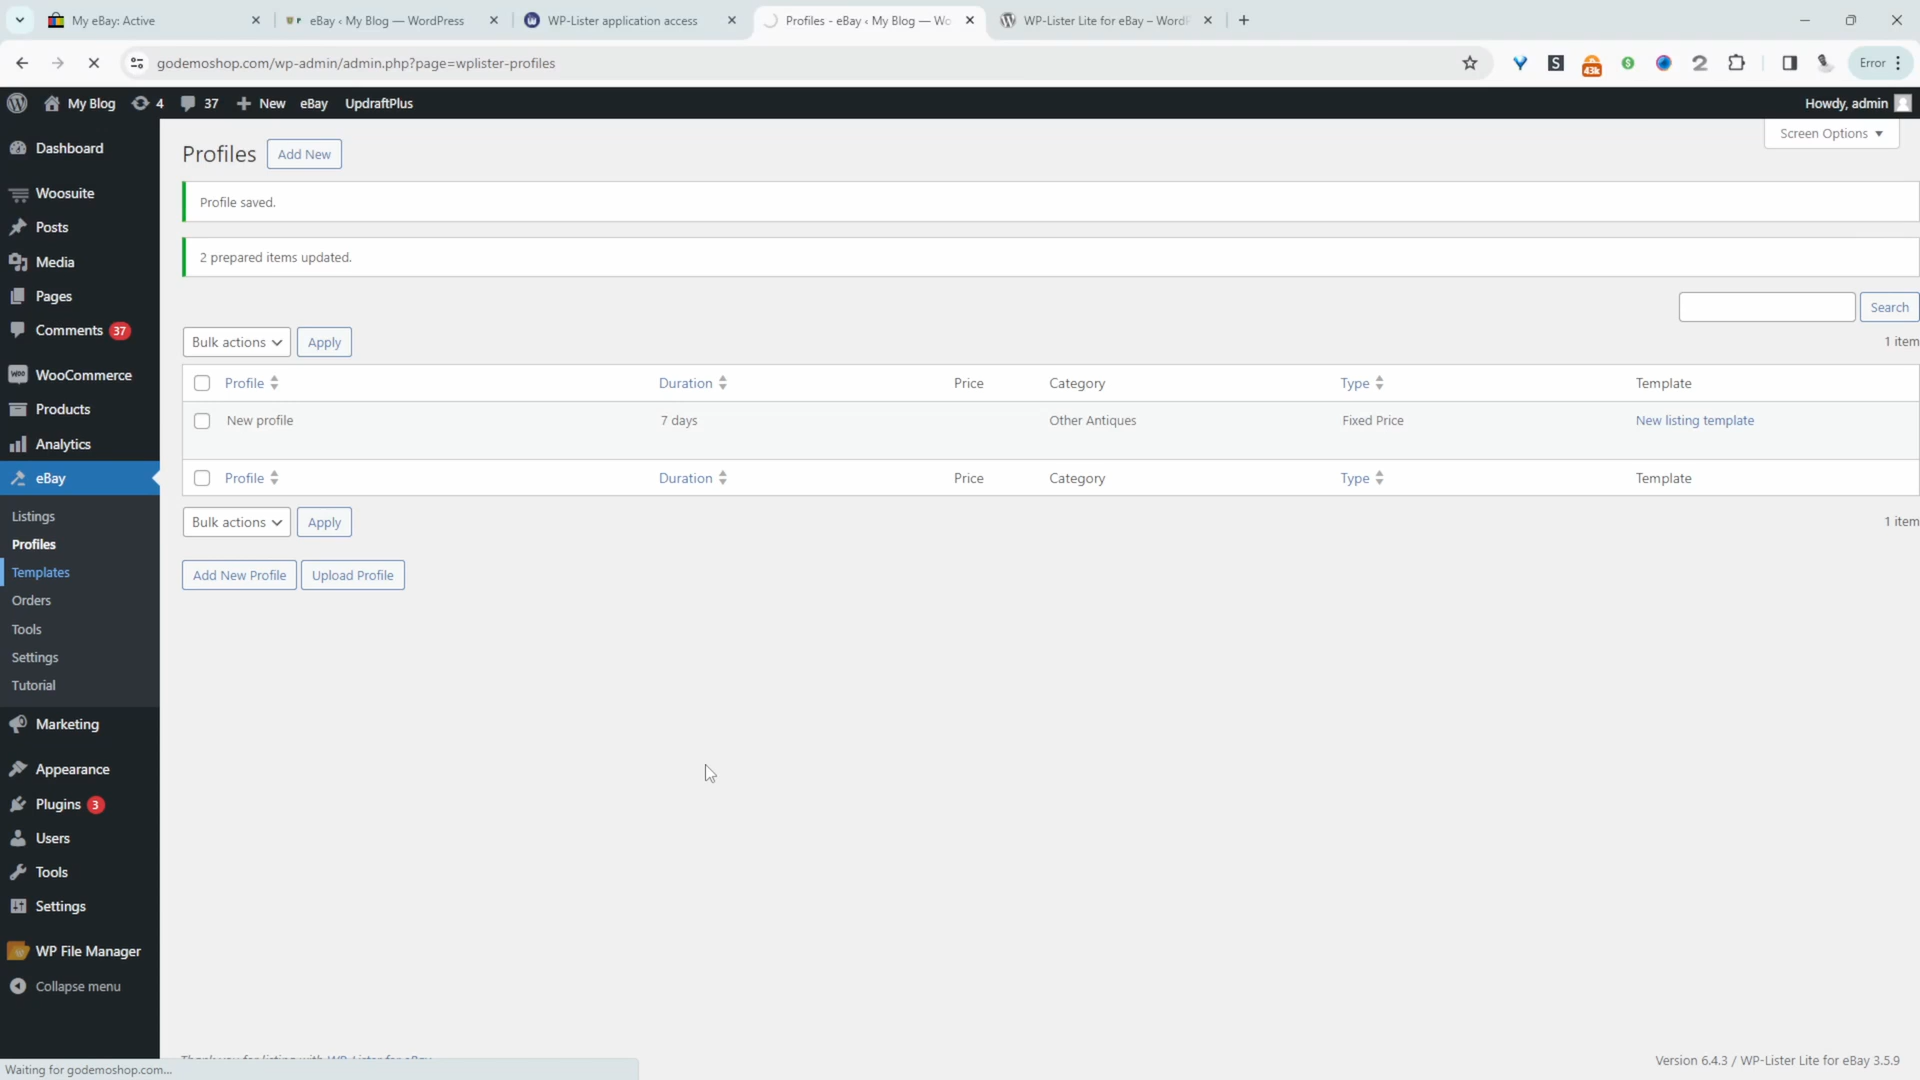 My eBay: Active
eBay ‹ My Blog — WordPress
WP-Lister application access
Profiles - eBay ‹ My Blog — Wo
WP-Lister Lite for eBay – Word
godemoshop.com/wp-admin/admin.php?page=wplister-profiles
S
43k
Error
My Blog
4
37
New
eBay
UpdraftPlus
Howdy, admin
Dashboard
Woosuite
Posts
Media
Pages
Comments 37
WooCommerce
Products
Analytics
eBay
Listings
Profiles
Templates
Orders
Tools
Settings
Tutorial
Marketing
Appearance
Plugins 3
Users
Tools
Settings
WP File Manager
Collapse menu
Screen Options
Profiles Add New
Profile saved.
2 prepared items updated.
Search
Bulk actions Apply 1 item
Profile Duration Price Category Type Template
New profile 7 days Other Antiques Fixed Price New listing template
Profile Duration Price Category Type Template
Bulk actions Apply 1 item
Add New Profile Upload Profile
Version 6.4.3 / WP-Lister Lite for eBay 3.5.9
Waiting for godemoshop.com...